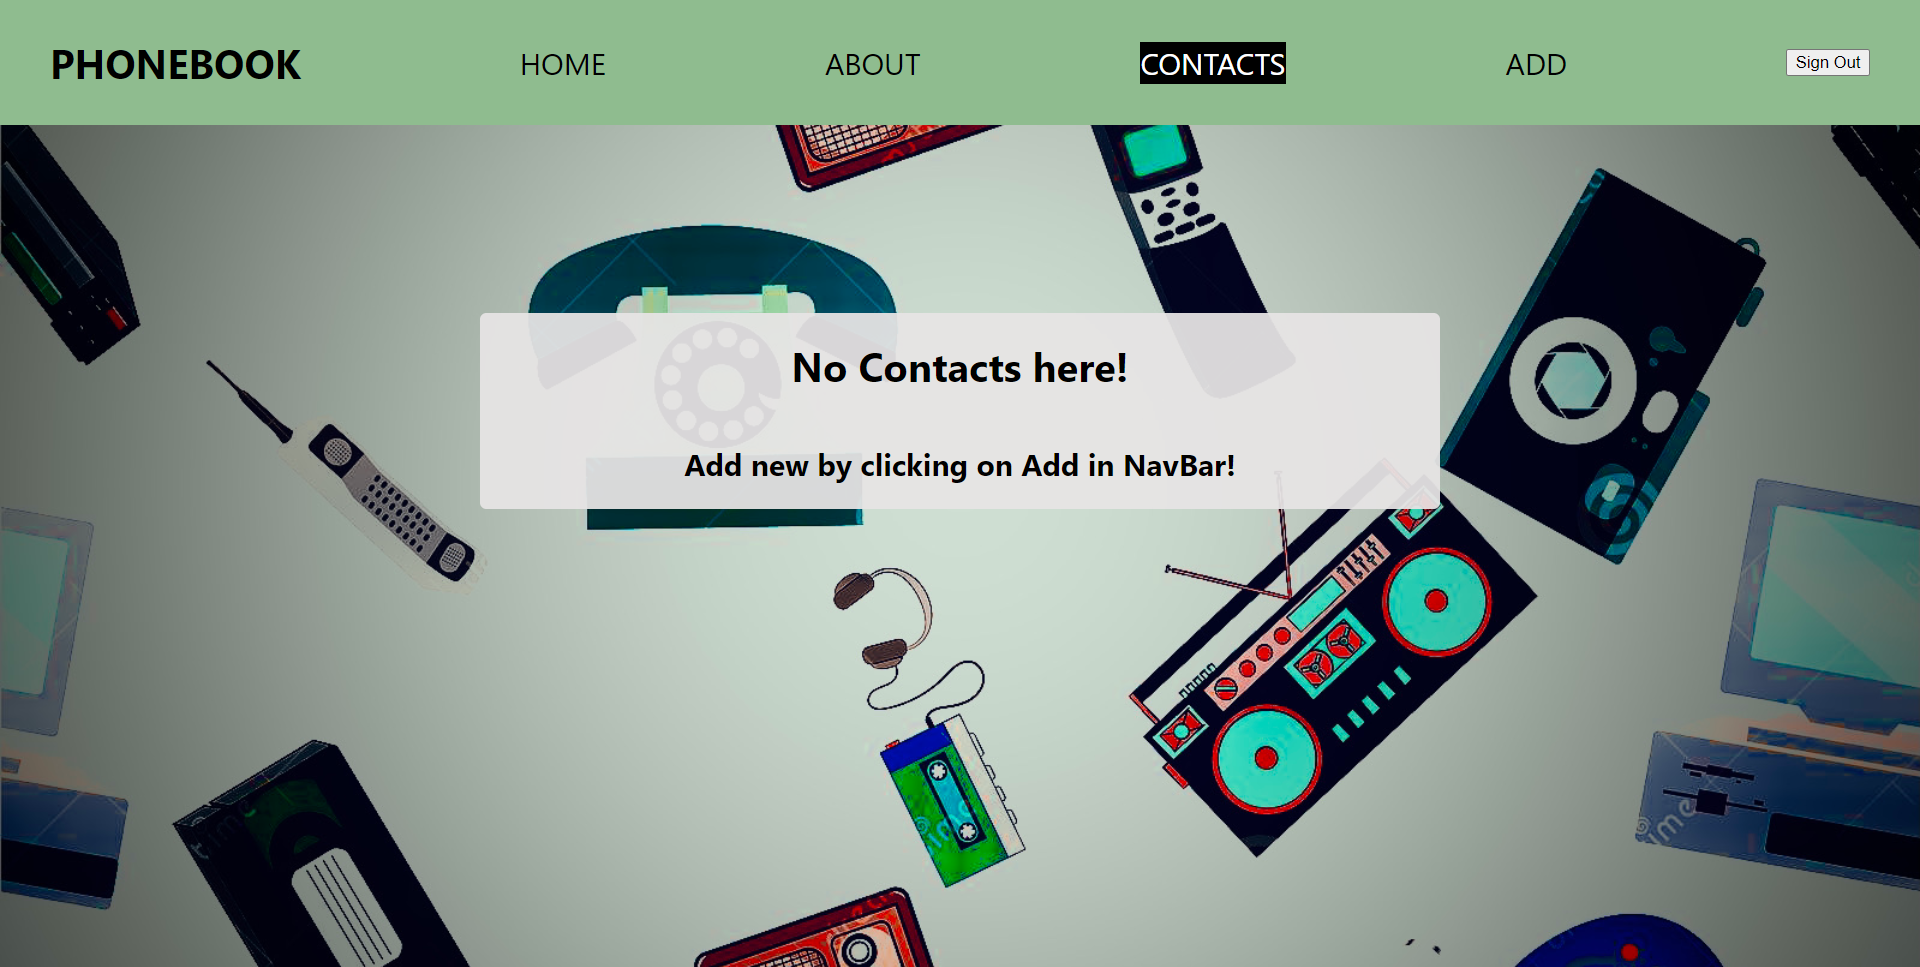 PHONEBOOK HOME ABOUT CONTACTS ADD Sign Out
No Contacts here!
Add new by clicking on Add in NavBar!